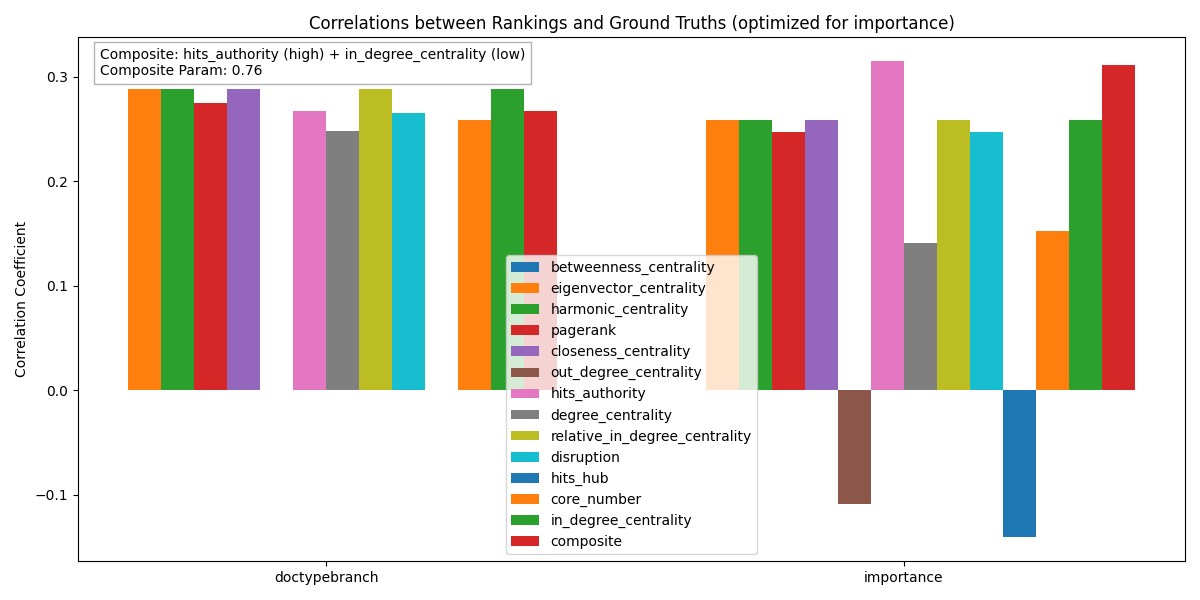 Correlations between Rankings and Ground Truths (optimized for importance)
Composite: hits_authority (high) + in_degree_centrality (low)
Composite Param: 0.76
Correlation Coefficient
0.3
0.2
0.1
0.0
−0.1
betweenness_centrality
eigenvector_centrality
harmonic_centrality
pagerank
closeness_centrality
out_degree_centrality
hits_authority
degree_centrality
relative_in_degree_centrality
disruption
hits_hub
core_number
in_degree_centrality
composite
doctypebranch
importance